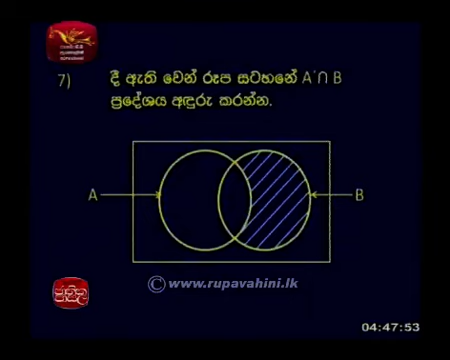 7) දී ඇති වෙන් රූප සටහනේ A' ∩ B
ප්‍රදේශය අඳුරු කරන්න.
A
B
© www.rupavahini.lk
04:47:53